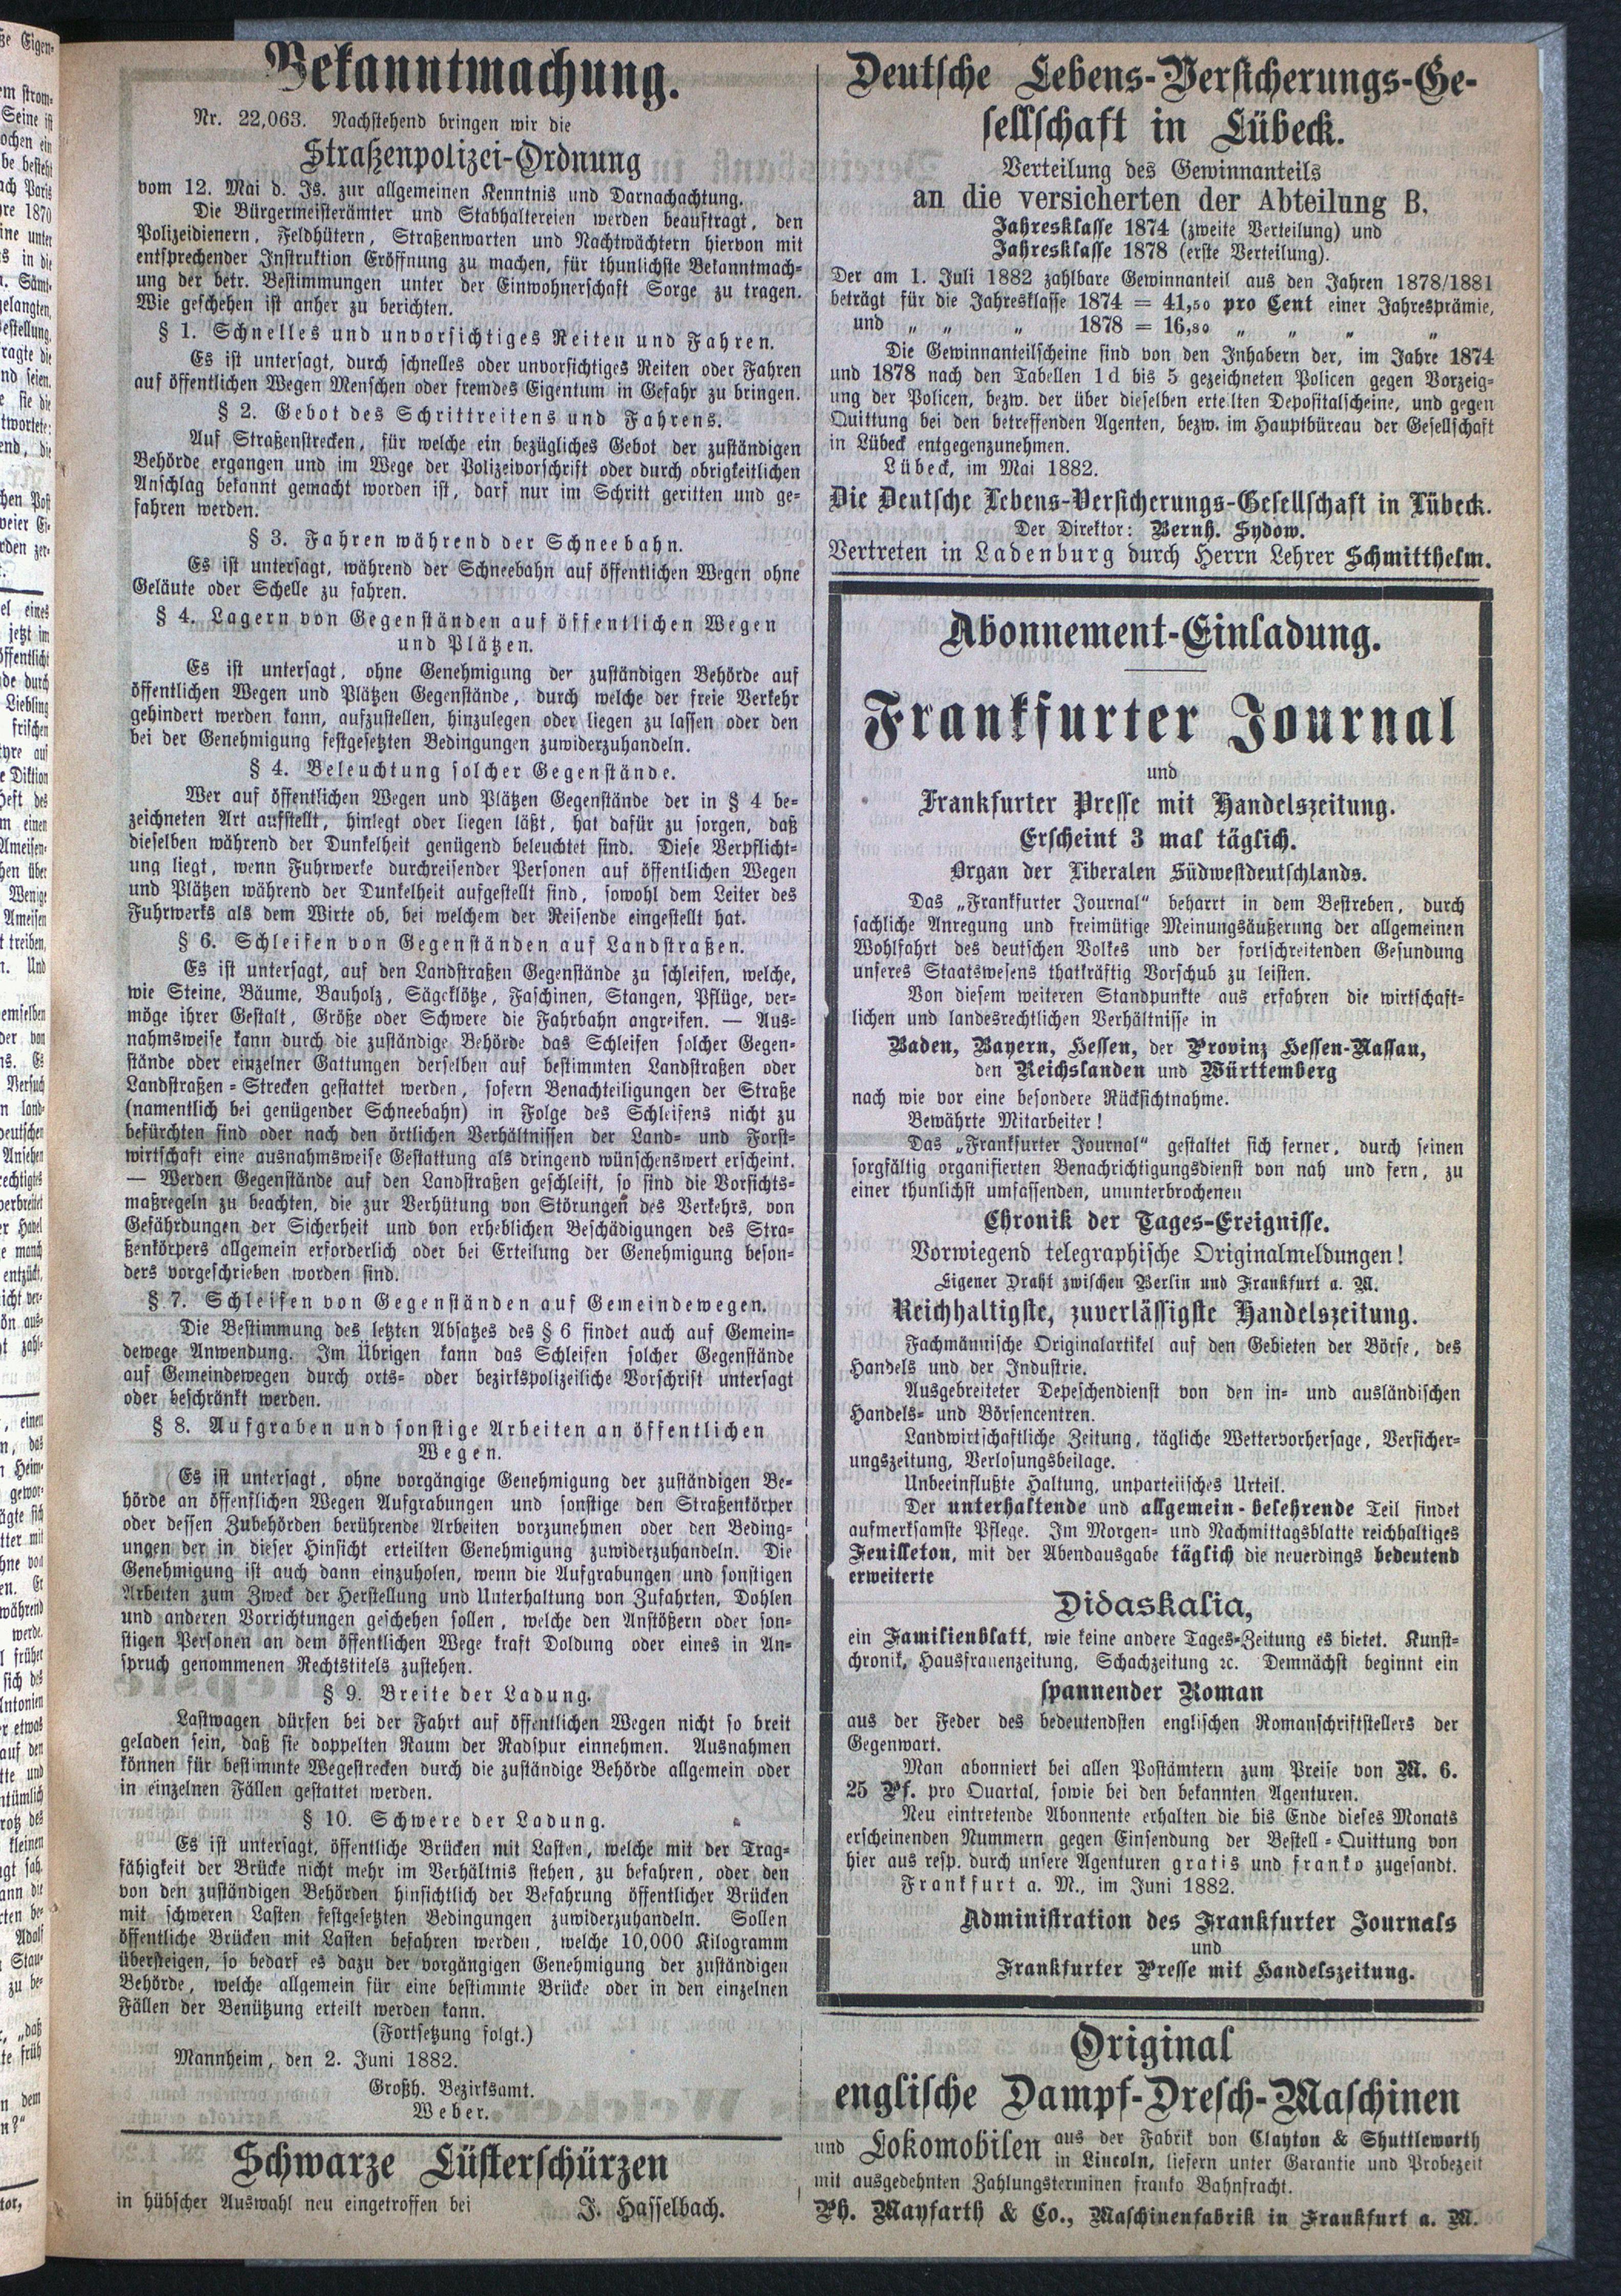 Bekanntmachung.
Nr. 22,063. Nachstehend bringen wir die
Straßenpolizei-Ordnung
vom 12. Mai d. Js. zur allgemeinen Kenntnis und Darnachachtung.
Die Bürgermeisterämter und Stabhaltereien werden beauftragt, den
Polizeidienern, Feldhütern, Straßenwarten und Nachtwächtern hiervon mit
entsprechender Instruktion Eröffnung zu machen, für thunlichste Bekanntmach-
ung der betr. Bestimmungen unter der Einwohnerschaft Sorge zu tragen.
Wie geschehen ist anher zu berichten.
§ 1. Schnelles und unvorsichtiges Reiten und Fahren.
Es ist untersagt, durch schnelles oder unvorsichtiges Reiten oder Fahren
auf öffentlichen Wegen Menschen oder fremdes Eigentum in Gefahr zu bringen.
§ 2. Gebot des Schrittreitens und Fahrens.
Auf Straßenstrecken, für welche ein bezügliches Gebot der zuständigen
Behörde ergangen und im Wege der Polizeivorschrift oder durch obrigkeitlichen
Anschlag bekannt gemacht worden ist, darf nur im Schritt geritten und ge-
fahren werden.
§ 3. Fahren während der Schneebahn.
Es ist untersagt, während der Schneebahn auf öffentlichen Wegen ohne
Geläute oder Schelle zu fahren.
§ 4. Lagern von Gegenständen auf öffentlichen Wegen
und Plätzen.
Es ist untersagt, ohne Genehmigung der zuständigen Behörde auf
öffentlichen Wegen und Plätzen Gegenstände, durch welche der freie Verkehr
gehindert werden kann, aufzustellen, hinzulegen oder liegen zu lassen oder den
bei der Genehmigung festgesetzten Bedingungen zuwiderzuhandeln.
§ 4. Beleuchtung solcher Gegenstände.
Wer auf öffentlichen Wegen und Plätzen Gegenstände der in § 4 be-
zeichneten Art aufstellt, hinlegt oder liegen läßt, hat dafür zu sorgen, daß
dieselben während der Dunkelheit genügend beleuchtet sind. Diese Verpflicht-
ung liegt, wenn Fuhrwerke durchreisender Personen auf öffentlichen Wegen
und Plätzen während der Dunkelheit aufgestellt sind, sowohl dem Leiter des
Fuhrwerks als dem Wirte ob, bei welchem der Reisende eingestellt hat.
§ 6. Schleifen von Gegenständen auf Landstraßen.
Es ist untersagt, auf den Landstraßen Gegenstände zu schleifen, welche,
wie Steine, Bäume, Bauholz, Sägeklötze, Faschinen, Stangen, Pflüge, ver-
möge ihrer Gestalt, Größe oder Schwere die Fahrbahn angreifen. — Aus-
nahmsweise kann durch die zuständige Behörde das Schleifen solcher Gegen-
stände oder einzelner Gattungen derselben auf bestimmten Landstraßen oder
Landstraßen-Strecken gestattet werden, sofern Benachteiligungen der Straße
(namentlich bei genügender Schneebahn) in Folge des Schleifens nicht zu
befürchten sind oder nach den örtlichen Verhältnissen der Land- und Forst-
wirtschaft eine ausnahmsweise Gestattung als dringend wünschenswert erscheint.
— Werden Gegenstände auf den Landstraßen geschleift, so sind die Vorsichts-
maßregeln zu beachten, die zur Verhütung von Störungen des Verkehrs, von
Gefährdungen der Sicherheit und von erheblichen Beschädigungen des Stra-
ßenkörpers allgemein erforderlich oder bei Erteilung der Genehmigung beson-
ders vorgeschrieben worden sind.
§ 7. Schleifen von Gegenständen auf Gemeindewegen.
Die Bestimmung des letzten Absatzes des § 6 findet auch auf Gemein-
dewege Anwendung. Im Übrigen kann das Schleifen solcher Gegenstände
auf Gemeindewegen durch orts- oder bezirkspolizeiliche Vorschrift untersagt
oder beschränkt werden.
§ 8. Aufgraben und sonstige Arbeiten an öffentlichen
Wegen.
Es ist untersagt, ohne vorgängige Genehmigung der zuständigen Be-
hörde an öffentlichen Wegen Aufgrabungen und sonstige den Straßenkörper
oder dessen Zubehörden berührende Arbeiten vorzunehmen oder den Beding-
ungen der in dieser Hinsicht erteilten Genehmigung zuwiderzuhandeln. Die
Genehmigung ist auch dann einzuholen, wenn die Aufgrabungen und sonstigen
Arbeiten zum Zweck der Herstellung und Unterhaltung von Zufahrten, Dohlen
und anderen Vorrichtungen geschehen sollen, welche den Anstößern oder son-
stigen Personen an dem öffentlichen Wege kraft Doldung oder eines in An-
spruch genommenen Rechtstitels zustehen.
§ 9. Breite der Ladung.
Lastwagen dürfen bei der Fahrt auf öffentlichen Wegen nicht so breit
geladen sein, daß sie doppelten Raum der Radspur einnehmen. Ausnahmen
können für bestimmte Wegestrecken durch die zuständige Behörde allgemein oder
in einzelnen Fällen gestattet werden.
§ 10. Schwere der Ladung.
Es ist untersagt, öffentliche Brücken mit Lasten, welche mit der Trag-
fähigkeit der Brücke nicht mehr im Verhältnis stehen, zu befahren, oder den
von den zuständigen Behörden hinsichtlich der Befahrung öffentlicher Brücken
mit schweren Lasten festgesetzten Bedingungen zuwiderzuhandeln. Sollen
öffentliche Brücken mit Lasten befahren werden, welche 10,000 Kilogramm
übersteigen, so bedarf es dazu der vorgängigen Genehmigung der zuständigen
Behörde, welche allgemein für eine bestimmte Brücke oder in den einzelnen
Fällen der Benützung erteilt werden kann.
(Fortsetzung folgt.)
Mannheim, den 2. Juni 1882.
Großh. Bezirksamt.
Weber.
Schwarze Lüsterschürzen
in hübscher Auswahl neu eingetroffen bei J. Hasselbach.
Deutsche Lebens-Versicherungs-Ge-
sellschaft in Lübeck.
Verteilung des Gewinnanteils
an die versicherten der Abteilung B,
Jahresklasse 1874 (zweite Verteilung) und
Jahresklasse 1878 (erste Verteilung).
Der am 1. Juli 1882 zahlbare Gewinnanteil aus den Jahren 1878/1881
beträgt für die Jahresklasse 1874 = 41,50 pro Cent einer Jahresprämie,
und „ „ „ 1878 = 16,80 „ „ „ „
Die Gewinnanteilscheine sind von den Inhabern der, im Jahre 1874
und 1878 nach den Tabellen 1d bis 5 gezeichneten Policen gegen Vorzeig-
ung der Policen, bezw. der über dieselben erteilten Depositalscheine, und gegen
Quittung bei den betreffenden Agenten, bezw. im Hauptbüreau der Gesellschaft
in Lübeck entgegenzunehmen.
Lübeck, im Mai 1882.
Die Deutsche Lebens-Versicherungs-Gesellschaft in Lübeck.
Der Direktor: Bernh. Sydow.
Vertreten in Ladenburg durch Herrn Lehrer Schmitthelm.
Abonnement-Einladung.
Frankfurter Journal
und
Frankfurter Presse mit Handelszeitung.
Erscheint 3 mal täglich.
Organ der Liberalen Südwestdeutschlands.
Das „Frankfurter Journal“ beharrt in dem Bestreben, durch
sachliche Anregung und freimütige Meinungsäußerung der allgemeinen
Wohlfahrt des deutschen Volkes und der fortschreitenden Gesundung
unseres Staatswesens thatkräftig Vorschub zu leisten.
Von diesem weiteren Standpunkte aus erfahren die wirtschaft-
lichen und landesrechtlichen Verhältnisse in
Baden, Bayern, Hessen, der Provinz Hessen-Nassau,
den Reichslanden und Württemberg
nach wie vor eine besondere Rücksichtnahme.
Bewährte Mitarbeiter!
Das „Frankfurter Journal“ gestaltet sich ferner, durch seinen
sorgfältig organisierten Benachrichtigungsdienst von nah und fern, zu
einer thunlichst umfassenden, ununterbrochenen
Chronik der Tages-Ereignisse.
Vorwiegend telegraphische Originalmeldungen!
Eigener Draht zwischen Berlin und Frankfurt a. M.
Reichhaltigste, zuverlässigste Handelszeitung.
Fachmännische Originalartikel auf den Gebieten der Börse, des
Handels und der Industrie.
Ausgebreiteter Depeschendienst von den in- und ausländischen
Handels- und Börsencentren.
Landwirtschaftliche Zeitung, tägliche Wettervorhersage, Versicher-
ungszeitung, Verlosungsbeilage.
Unbeeinflußte Haltung, unparteiisches Urteil.
Der unterhaltende und allgemein-belehrende Teil findet
aufmerksamste Pflege. Im Morgen- und Nachmittagsblatte reichhaltiges
Feuilleton, mit der Abendausgabe täglich die neuerdings bedeutend
erweiterte
Didaskalia,
ein Familienblatt, wie keine andere Tages-Zeitung es bietet. Kunst-
chronik, Hausfrauenzeitung, Schachzeitung ꝛc. Demnächst beginnt ein
spannender Roman
aus der Feder des bedeutendsten englischen Romanschriftstellers der
Gegenwart.
Man abonniert bei allen Postämtern zum Preise von M. 6.
25 Pf. pro Quartal, sowie bei den bekannten Agenturen.
Neu eintretende Abonnente erhalten die bis Ende dieses Monats
erscheinenden Nummern gegen Einsendung der Bestell-Quittung von
hier aus resp. durch unsere Agenturen gratis und franko zugesandt.
Frankfurt a. M., im Juni 1882.
Administration des Frankfurter Journals
und
Frankfurter Presse mit Handelszeitung.
Original
englische Dampf-Dresch-Maschinen
und Lokomobilen aus der Fabrik von Clayton & Shuttleworth
in Lincoln, liefern unter Garantie und Probezeit
mit ausgedehnten Zahlungsterminen franko Bahnfracht.
Ph. Mayfarth & Co., Maschinenfabrik in Frankfurt a. M.